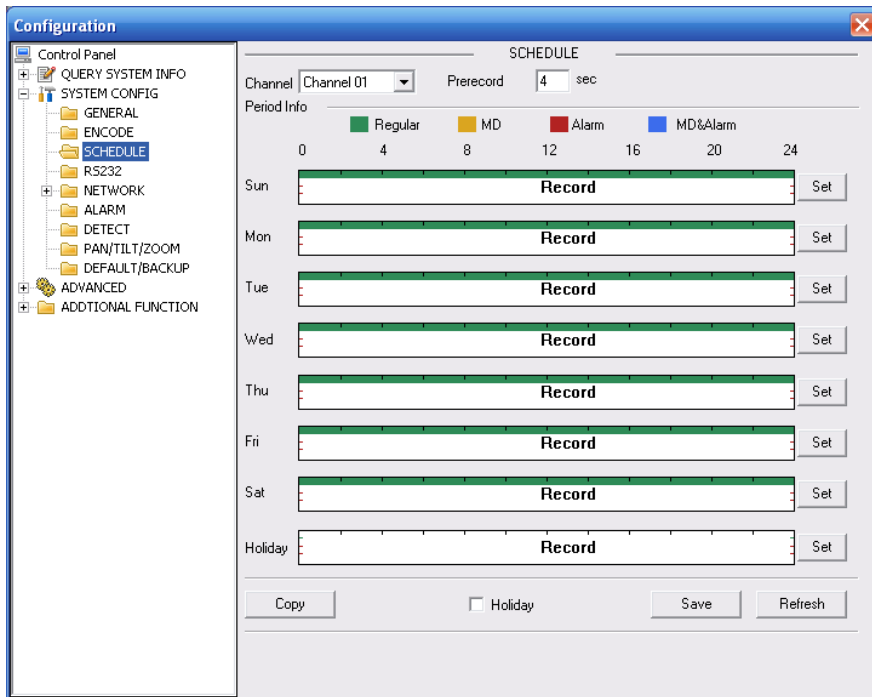 Configuration
Control Panel
QUERY SYSTEM INFO
SYSTEM CONFIG
GENERAL
ENCODE
SCHEDULE
RS232
NETWORK
ALARM
DETECT
PAN/TILT/ZOOM
DEFAULT/BACKUP
ADVANCED
ADDTIONAL FUNCTION
SCHEDULE
Channel Channel 01 Prerecord 4 sec
Period Info
Regular MD Alarm MD&Alarm
0 4 8 12 16 20 24
Sun Record Set
Mon Record Set
Tue Record Set
Wed Record Set
Thu Record Set
Fri Record Set
Sat Record Set
Holiday Record Set
Copy Holiday Save Refresh